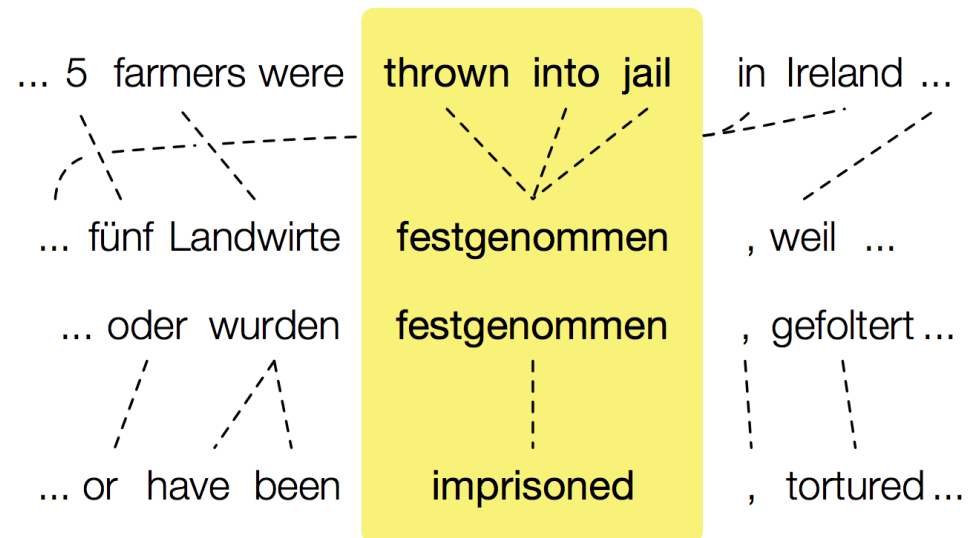 ... 5 farmers were thrown into jail in Ireland ...
... fünf Landwirte festgenommen , weil ...
... oder wurden festgenommen , gefoltert ...
... or have been imprisoned , tortured ...